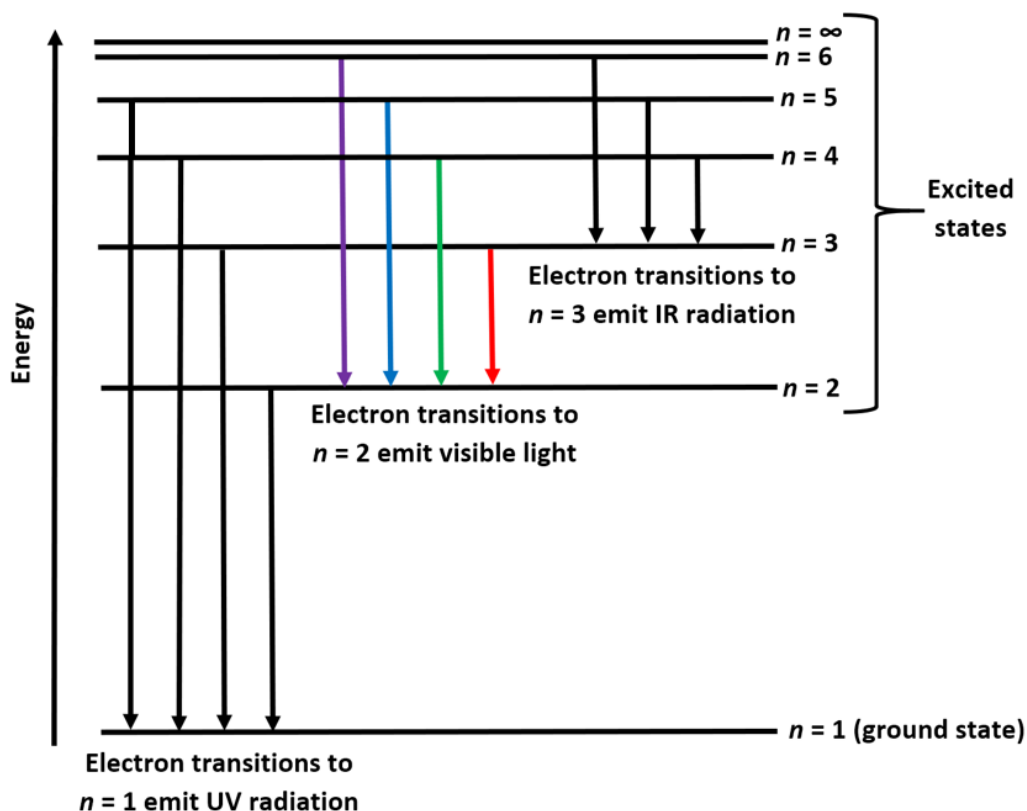 n = ∞
n = 6
n = 5
n = 4
Excited
states
n = 3
Electron transitions to
n = 3 emit IR radiation
Energy
n = 2
Electron transitions to
n = 2 emit visible light
n = 1 (ground state)
Electron transitions to
n = 1 emit UV radiation